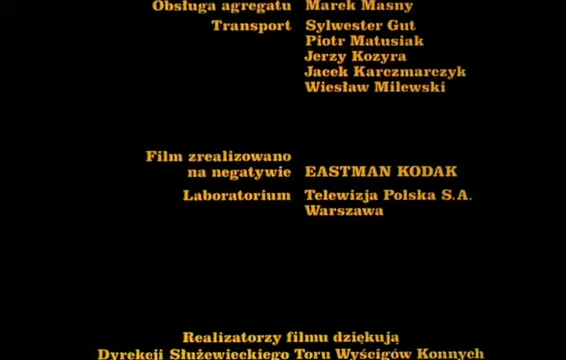 Obsługa agregatu Marek Masny
Transport Sylwester Gut
Piotr Matusiak
Jerzy Kozyra
Jacek Karczmarczyk
Wiesław Milewski
Film zrealizowano
na negatywie EASTMAN KODAK
Laboratorium Telewizja Polska S.A.
Warszawa
Realizatorzy filmu dziękują
Dyrekcji Służewieckiego Toru Wyścigów Konnych